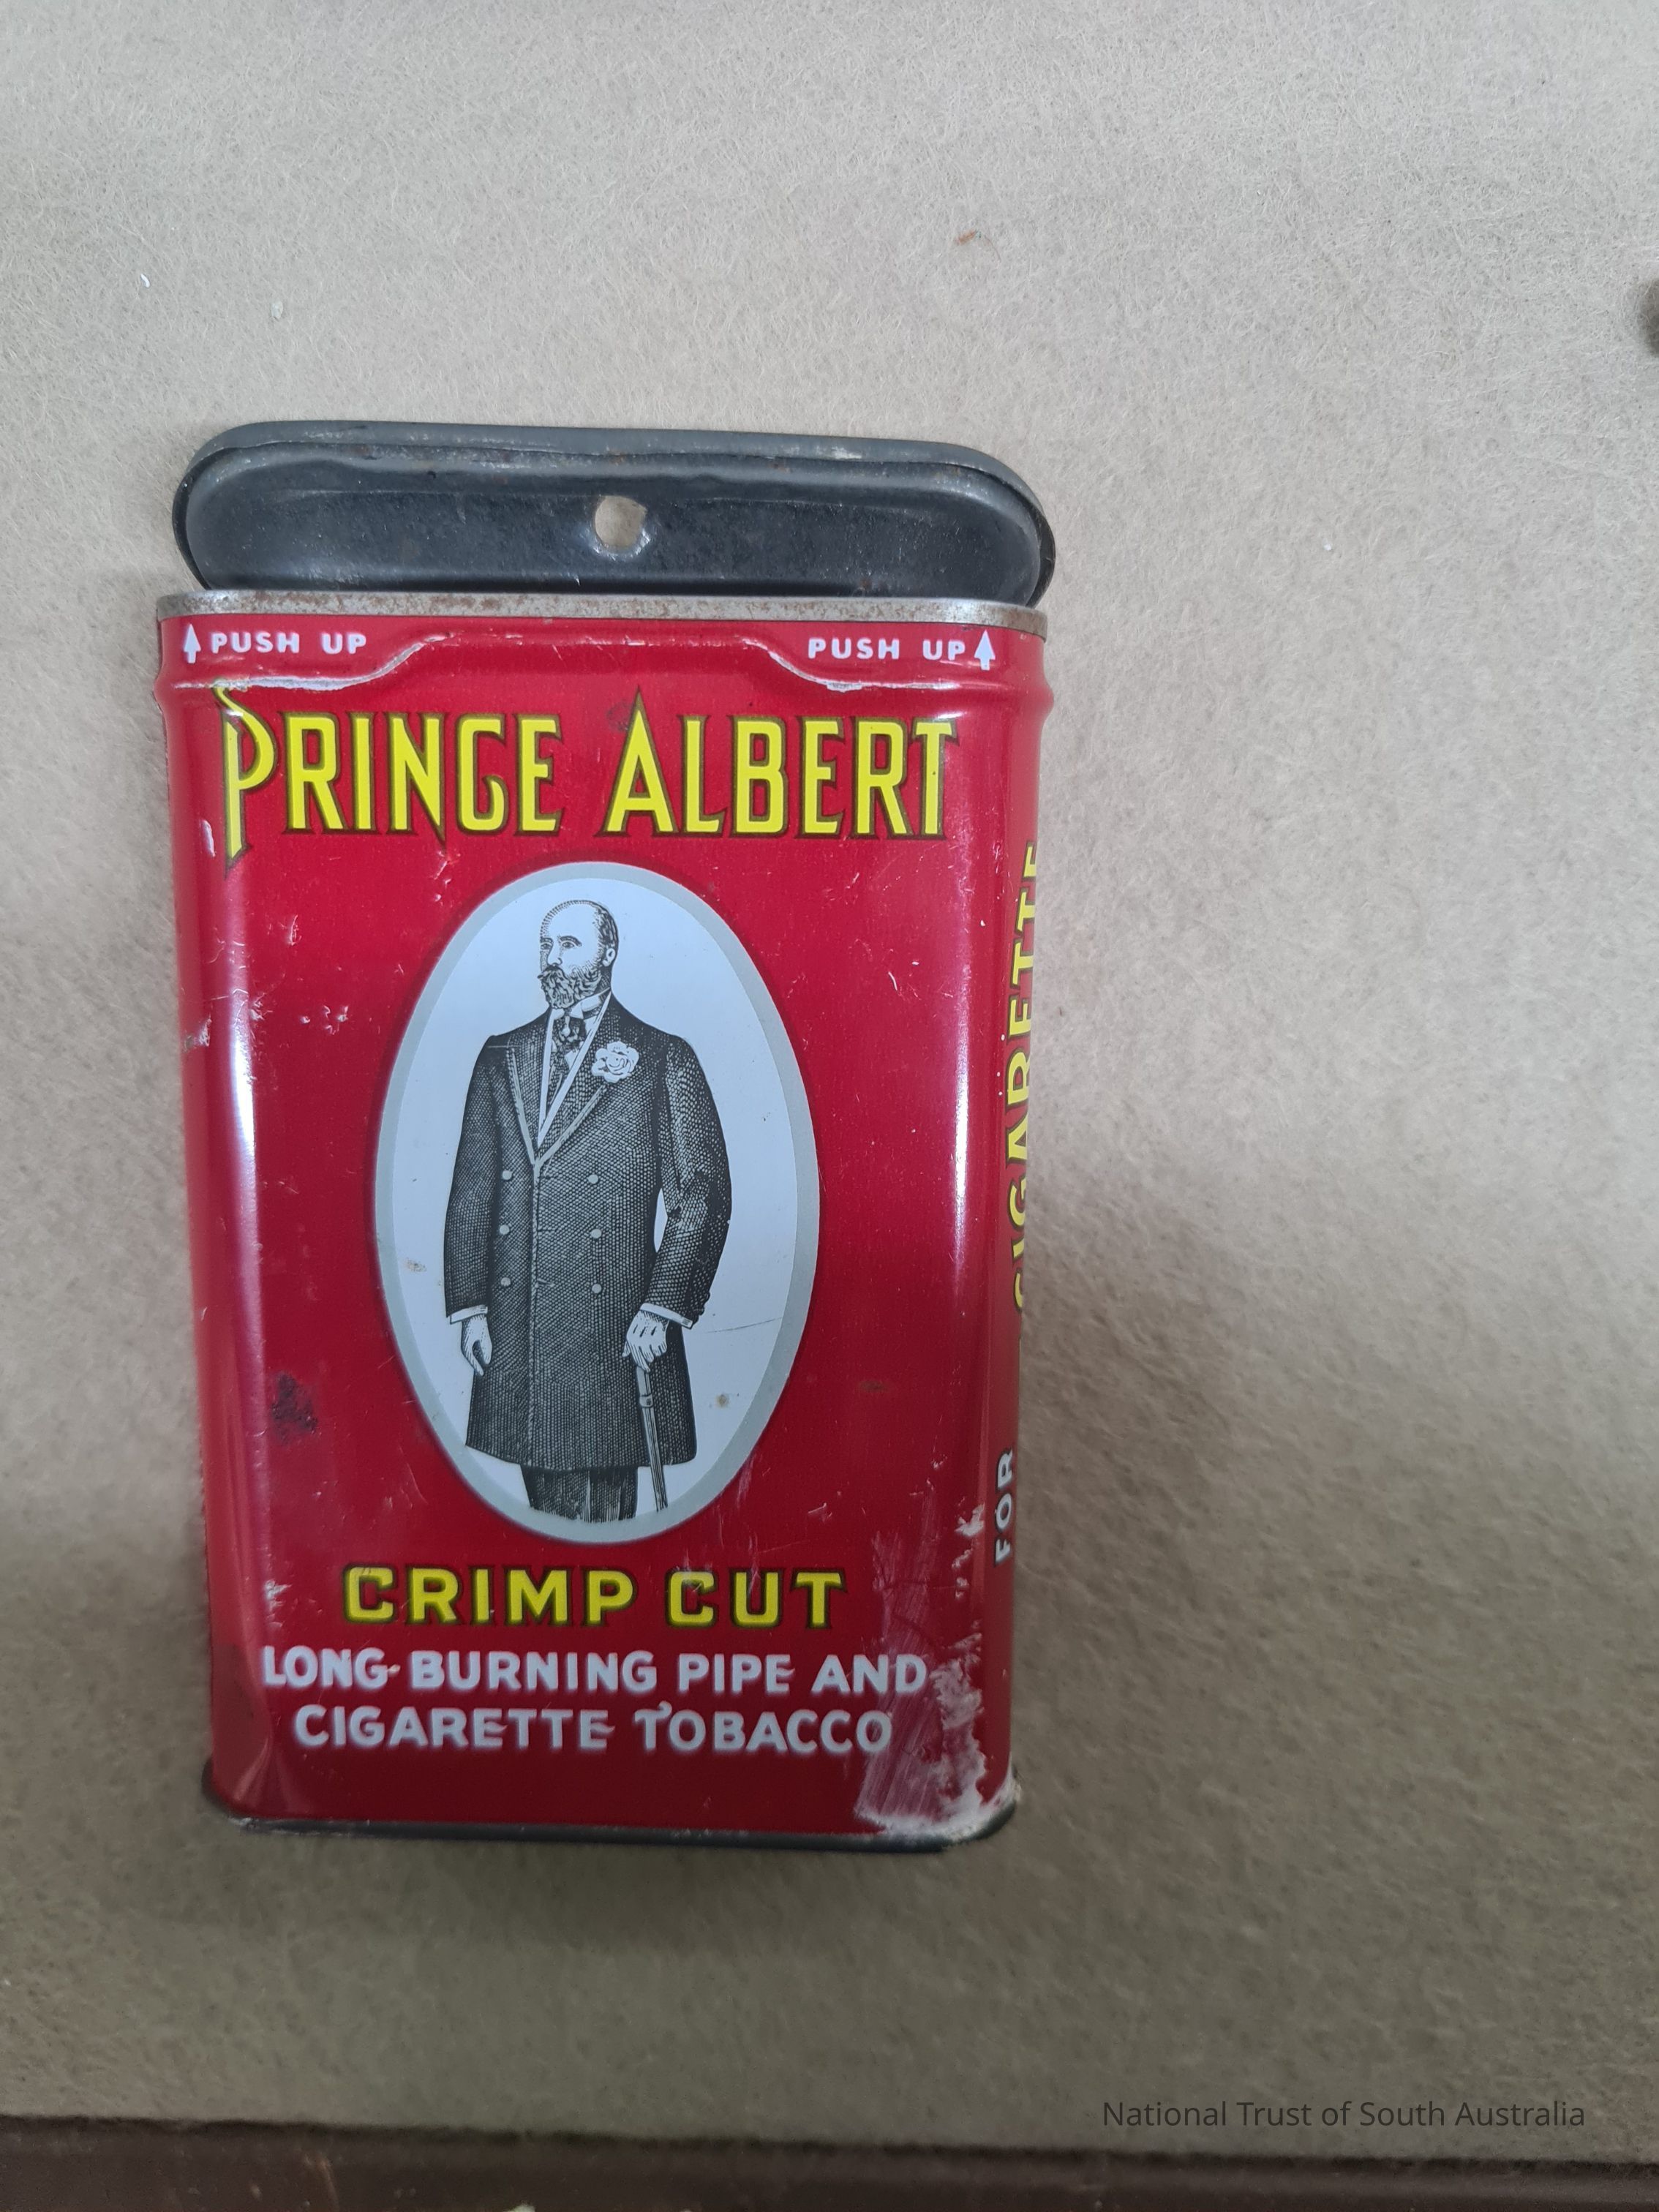 PUSH UP PUSH UP
PRINCE ALBERT
CRIMP CUT
LONG-BURNING PIPE AND
CIGARETTE TOBACCO
FOR CIGARETTE
National Trust of South Australia